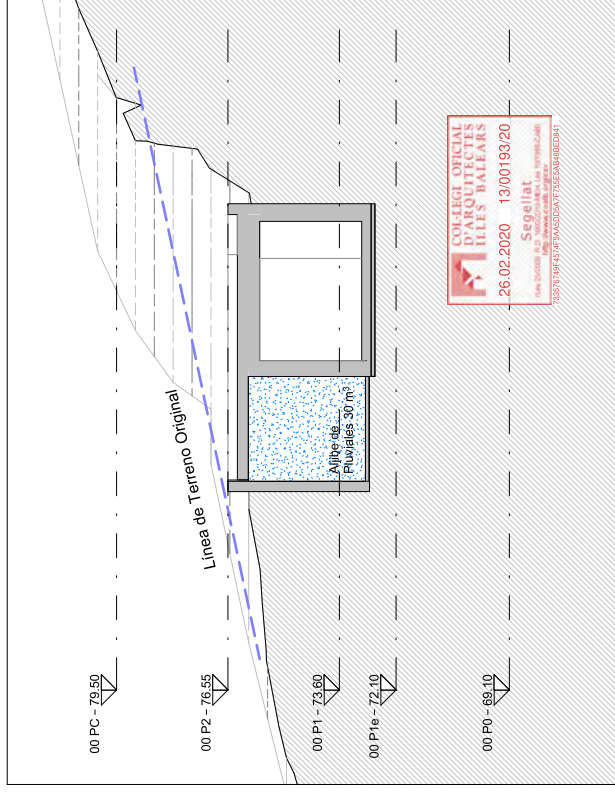 Línea de Terreno Original
Aljibe de
Pluviales 30 m³
00 PC - 79.50
00 P2 - 76.55
00 P1 - 73.60
00 P1e - 72.10
00 P0 - 69.10
COL·LEGI OFICIAL
D'ARQUITECTES
ILLES BALEARS
26.02.2020 13/00193/20
Segellat